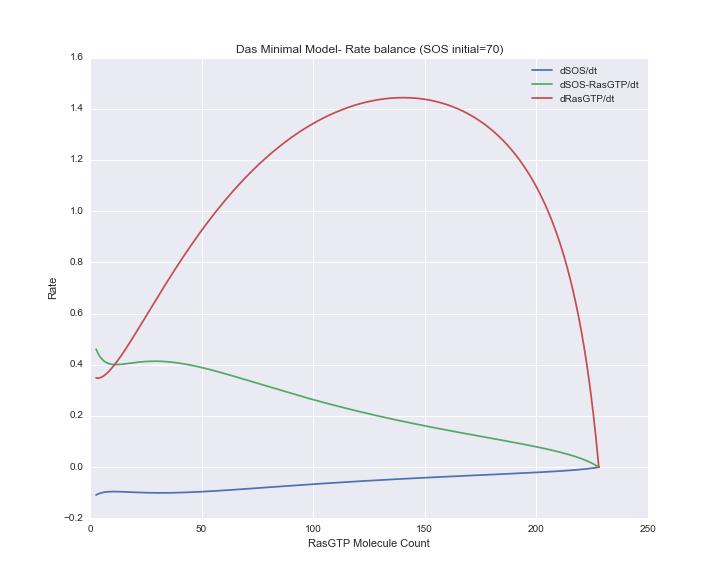 Das Minimal Model- Rate balance (SOS initial=70)
1.6
1.4
1.2
1.0
0.8
0.6
0.4
0.2
0.0
−0.2
Rate
dSOS/dt
dSOS-RasGTP/dt
dRasGTP/dt
0 50 100 150 200 250
RasGTP Molecule Count